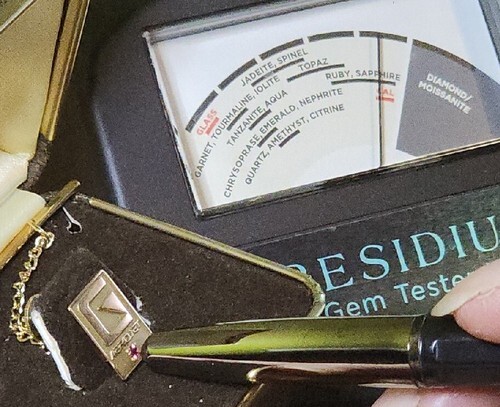 JADEITE, SPINEL
TOPAZ
GLASS
GARNET, TOURMALINE, IOLITE
RUBY, SAPPHIRE
TANZANITE, AQUA
CAL
CHRYSOPRASE, EMERALD, NEPHRITE
QUARTZ, AMETHYST, CITRINE
DIAMOND/
MOISSANITE
RESIDIU
Gem Teste